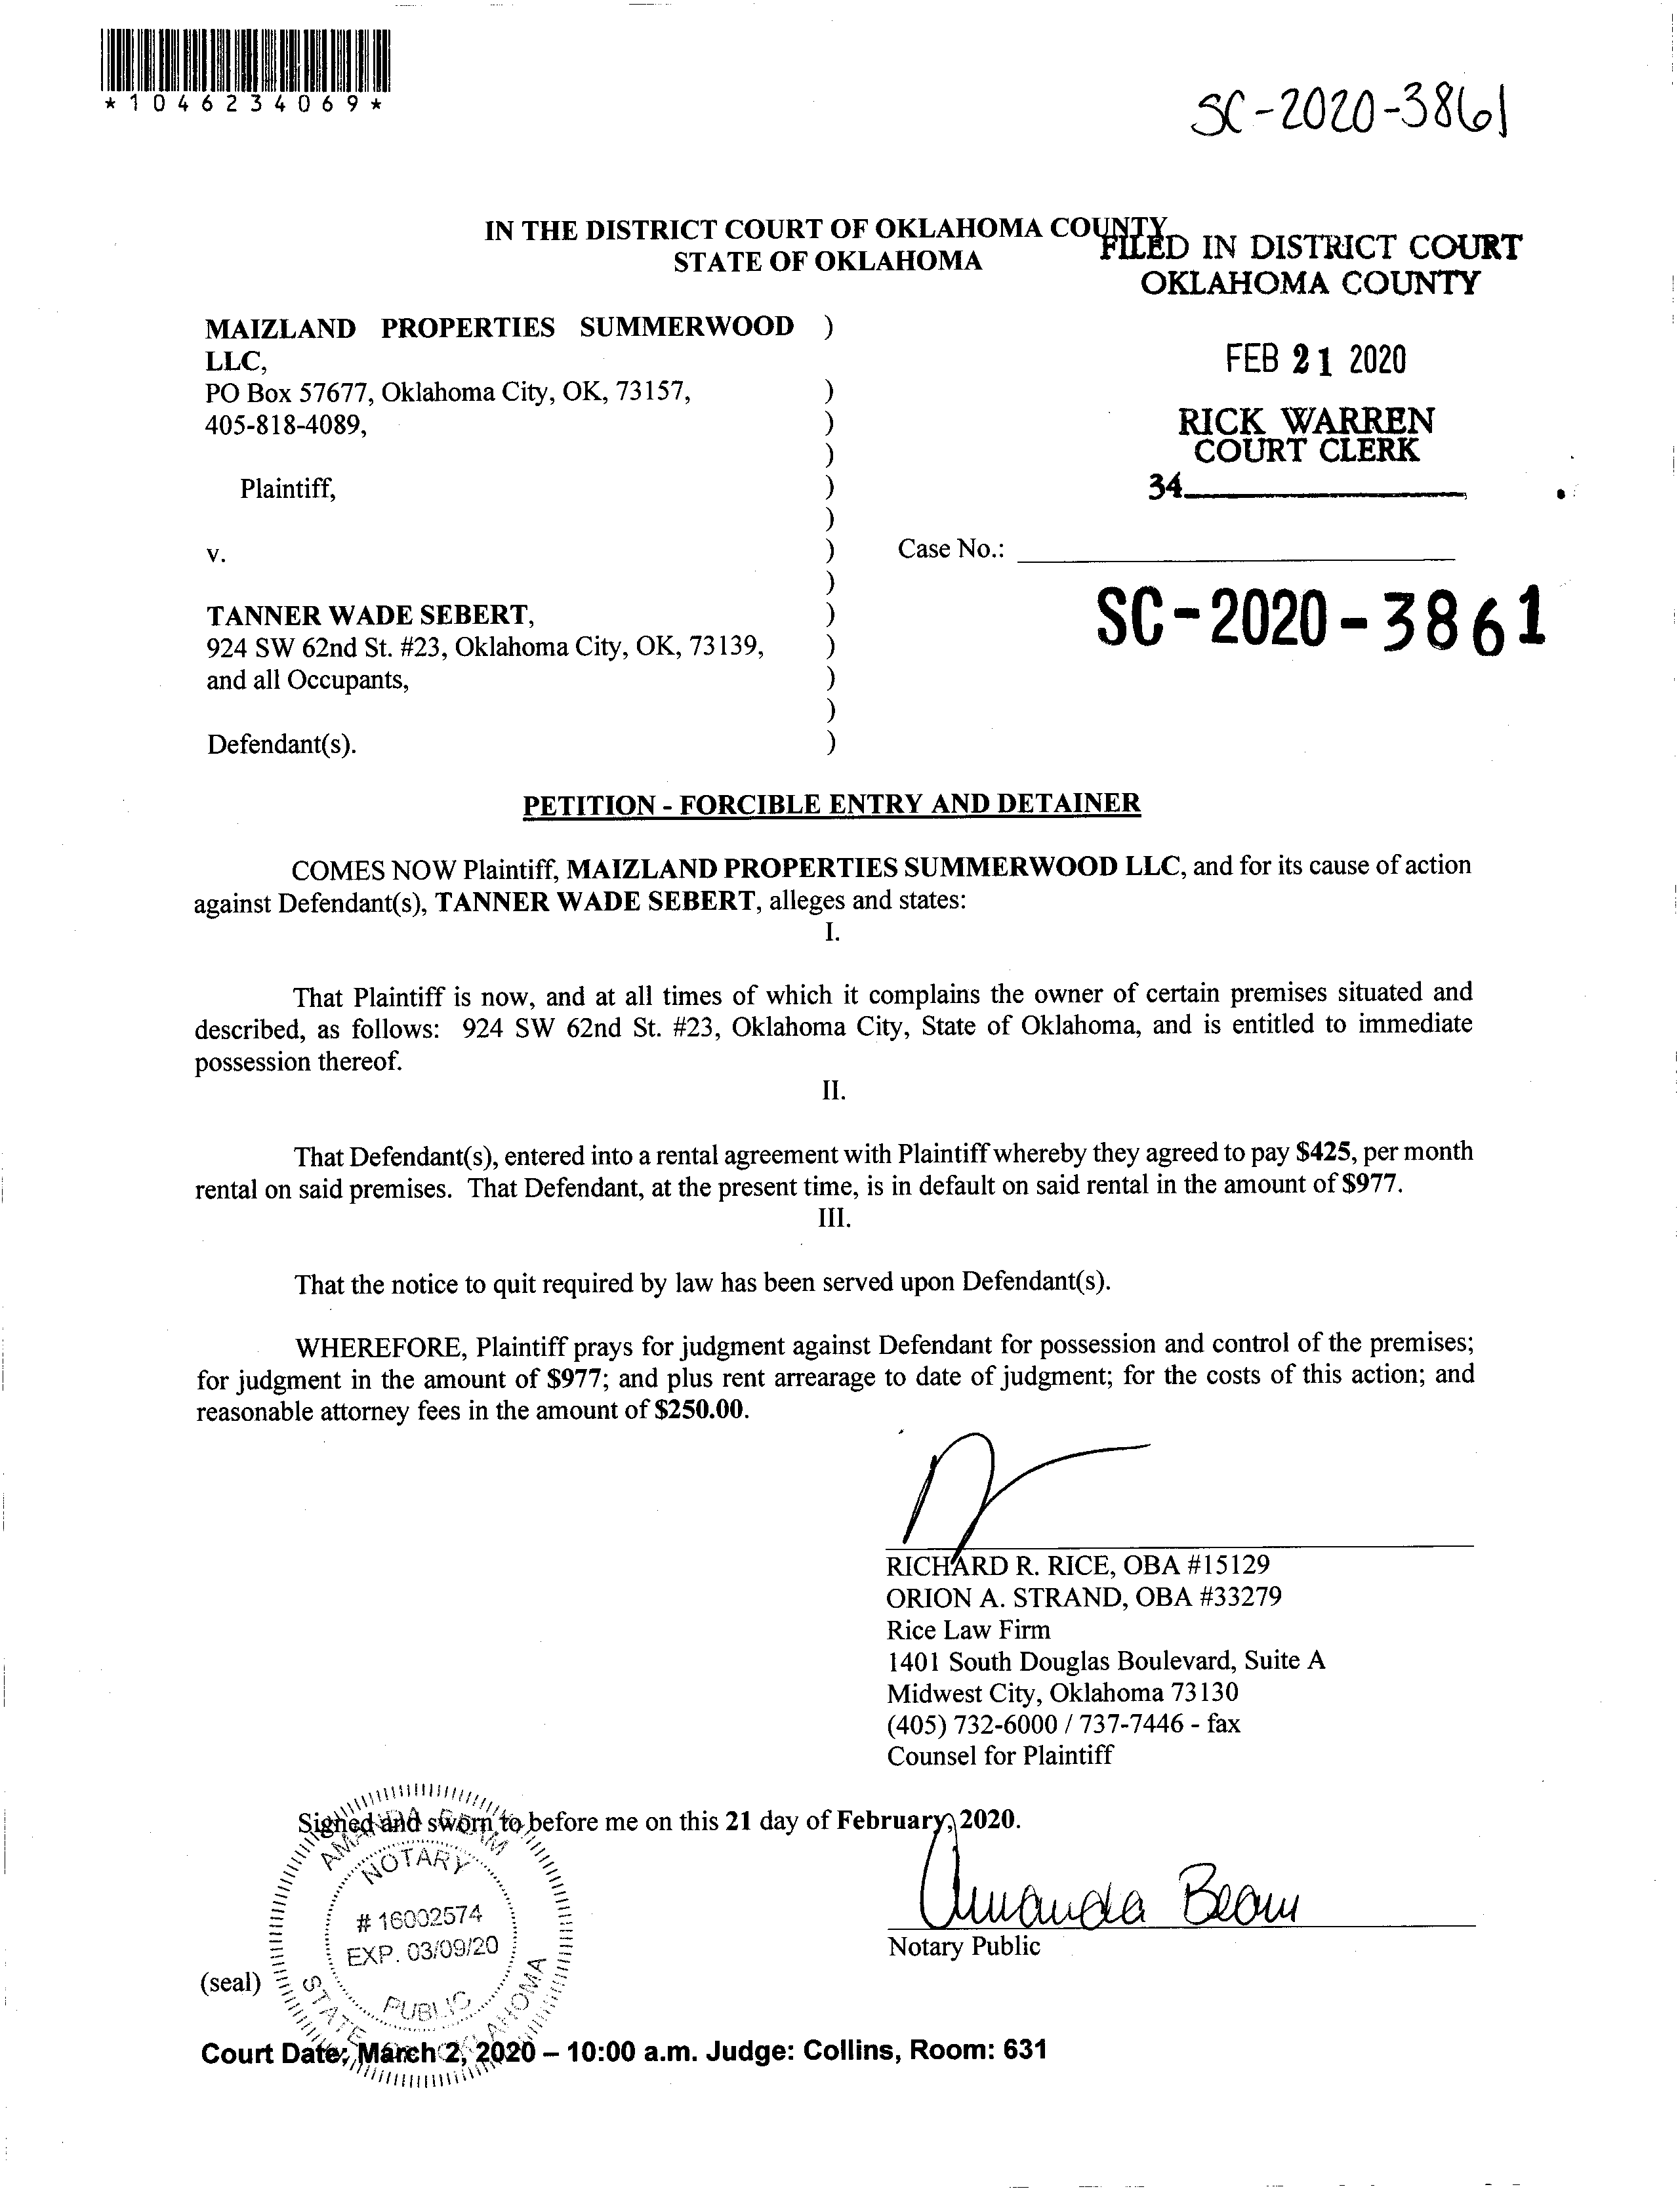 *1046234069*
SC-2020-3861
IN THE DISTRICT COURT OF OKLAHOMA COUNTY
STATE OF OKLAHOMA
FILED IN DISTRICT COURT
OKLAHOMA COUNTY
FEB 21 2020
RICK WARREN
COURT CLERK
34
MAIZLAND PROPERTIES SUMMERWOOD )
LLC,
PO Box 57677, Oklahoma City, OK, 73157, )
405-818-4089, )
)
Plaintiff, )
)
v. ) Case No.:
)
SC-2020-3861
TANNER WADE SEBERT, )
924 SW 62nd St. #23, Oklahoma City, OK, 73139, )
and all Occupants, )
)
Defendant(s). )
PETITION - FORCIBLE ENTRY AND DETAINER
COMES NOW Plaintiff, MAIZLAND PROPERTIES SUMMERWOOD LLC, and for its cause of action
against Defendant(s), TANNER WADE SEBERT, alleges and states:
I.
That Plaintiff is now, and at all times of which it complains the owner of certain premises situated and
described, as follows: 924 SW 62nd St. #23, Oklahoma City, State of Oklahoma, and is entitled to immediate
possession thereof.
II.
That Defendant(s), entered into a rental agreement with Plaintiff whereby they agreed to pay $425, per month
rental on said premises. That Defendant, at the present time, is in default on said rental in the amount of $977.
III.
That the notice to quit required by law has been served upon Defendant(s).
WHEREFORE, Plaintiff prays for judgment against Defendant for possession and control of the premises;
for judgment in the amount of $977; and plus rent arrearage to date of judgment; for the costs of this action; and
reasonable attorney fees in the amount of $250.00.
RICHARD R. RICE, OBA #15129
ORION A. STRAND, OBA #33279
Rice Law Firm
1401 South Douglas Boulevard, Suite A
Midwest City, Oklahoma 73130
(405) 732-6000 / 737-7446 - fax
Counsel for Plaintiff
Signed and sworn to before me on this 21 day of February, 2020.
AMANDA BEAM
NOTARY
# 16002574
EXP. 03/09/20
PUBLIC
STATE OF OKLAHOMA
Amanda Beam
Notary Public
(seal)
Court Date: March 2, 2020 – 10:00 a.m. Judge: Collins, Room: 631